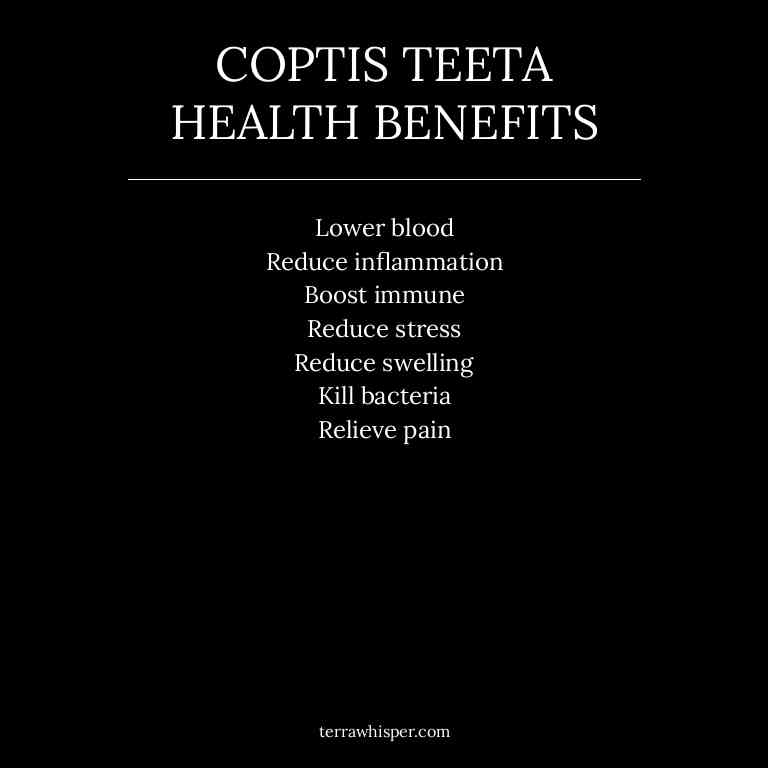 COPTIS TEETA
HEALTH BENEFITS
Lower blood
Reduce inflammation
Boost immune
Reduce stress
Reduce swelling
Kill bacteria
Relieve pain
terrawhisper.com